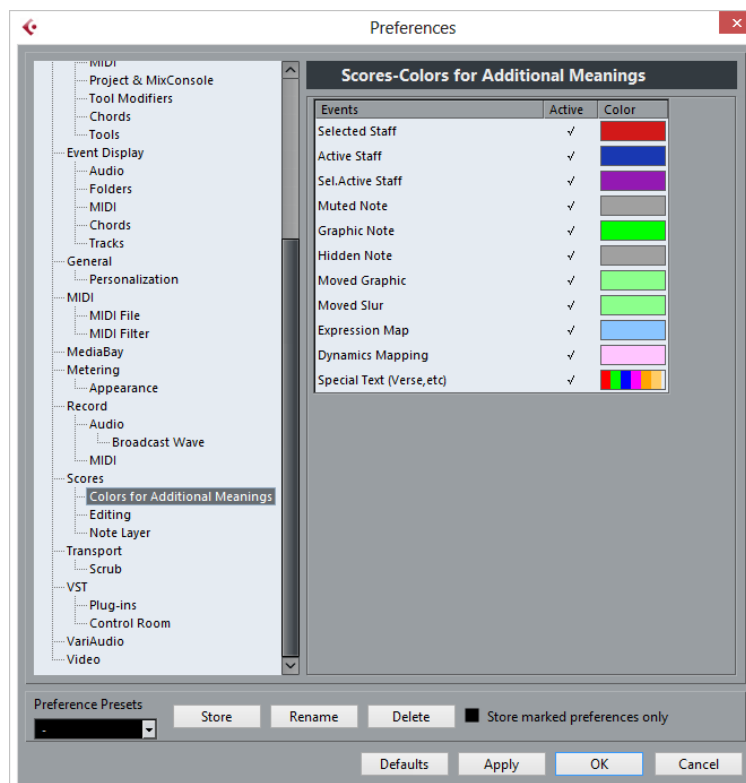 Preferences
MIDI
Project & MixConsole
Tool Modifiers
Chords
Tools
Event Display
Audio
Folders
MIDI
Chords
Tracks
General
Personalization
MIDI
MIDI File
MIDI Filter
MediaBay
Metering
Appearance
Record
Audio
Broadcast Wave
MIDI
Scores
Colors for Additional Meanings
Editing
Note Layer
Transport
Scrub
VST
Plug-ins
Control Room
VariAudio
Video
Scores-Colors for Additional Meanings
Events Active Color
Selected Staff
Active Staff
Sel.Active Staff
Muted Note
Graphic Note
Hidden Note
Moved Graphic
Moved Slur
Expression Map
Dynamics Mapping
Special Text (Verse,etc)
Preference Presets
-
Store Rename Delete Store marked preferences only
Defaults Apply OK Cancel